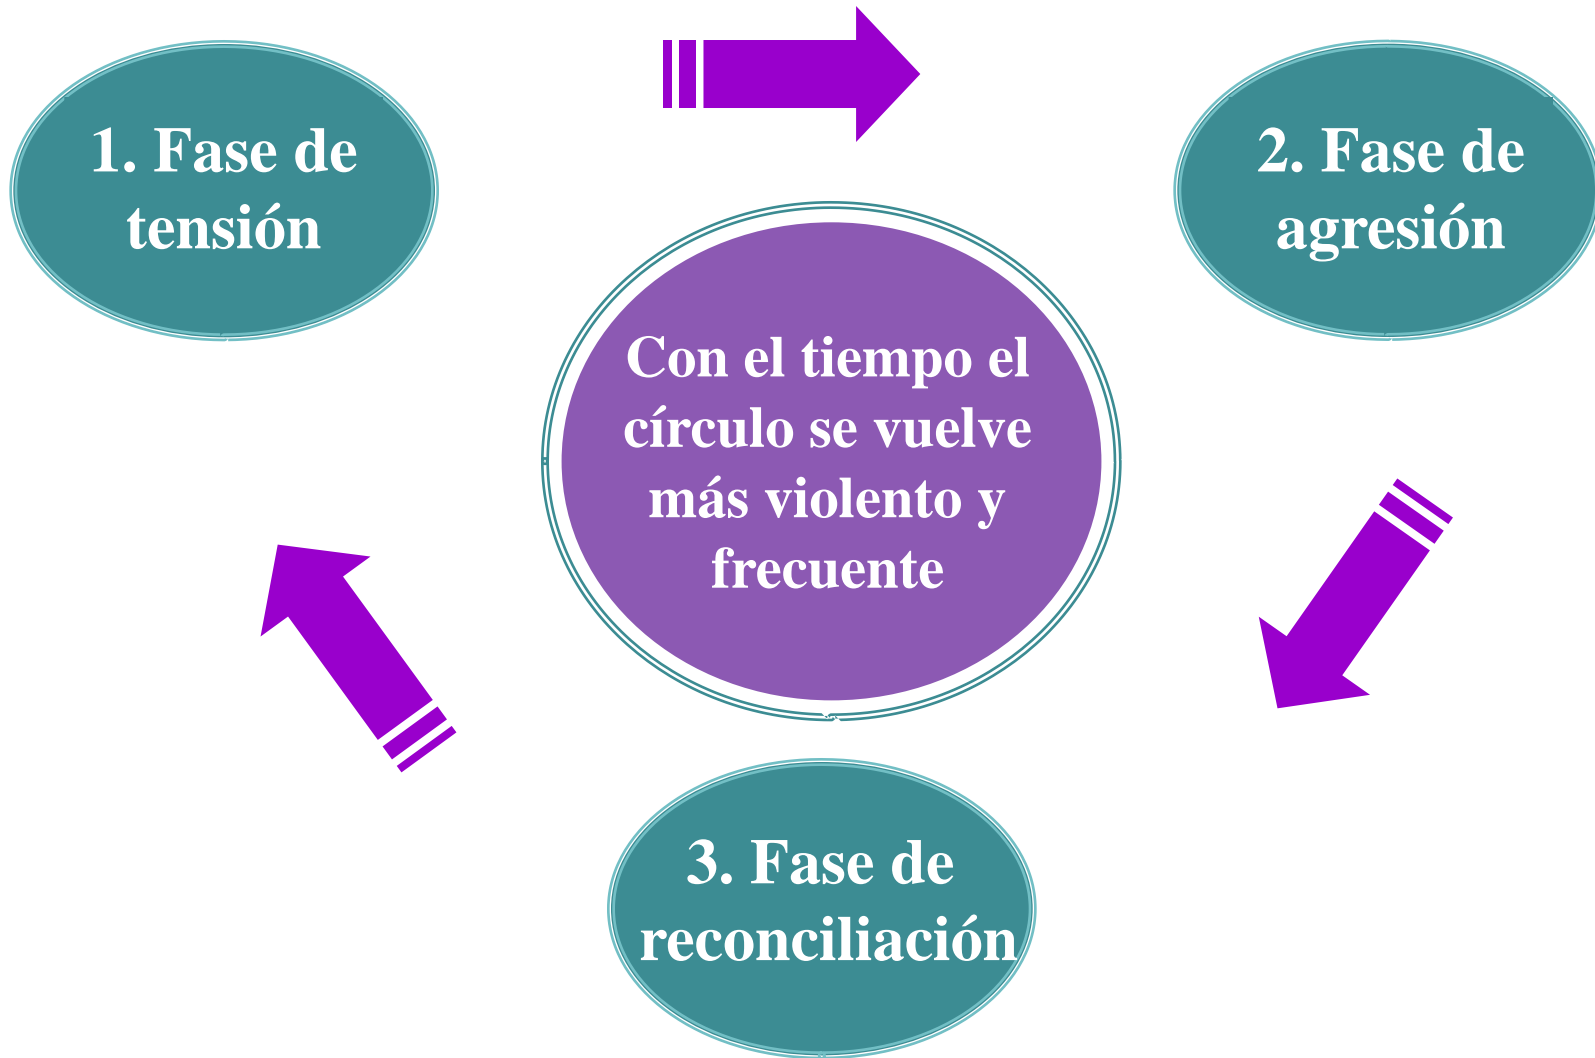 1. Fase de
tensión
2. Fase de
agresión
Con el tiempo el
círculo se vuelve
más violento y
frecuente
3. Fase de
reconciliación